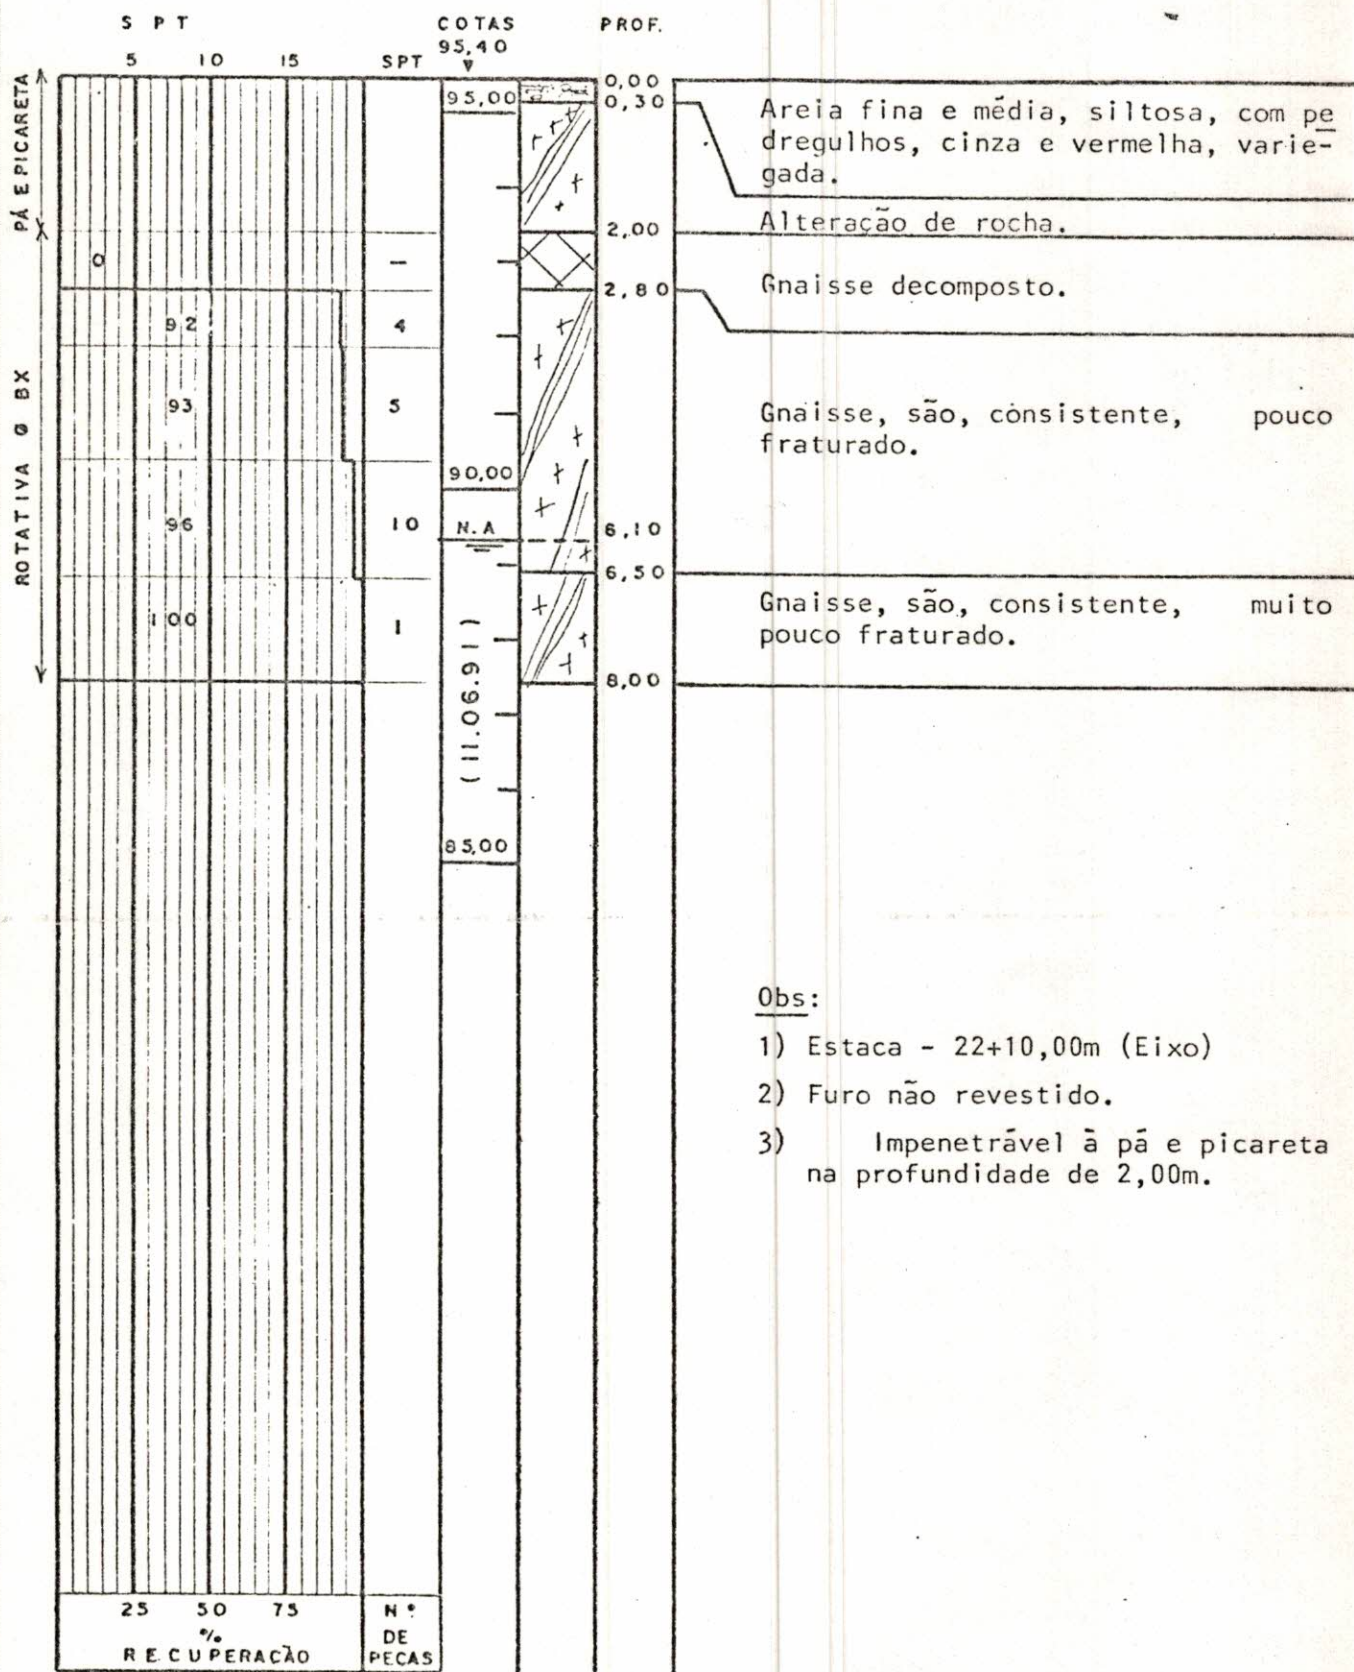 S P T
COTAS
PROF.
95,40
5 10 15
SPT
0,00
95,00
0,30
Areia fina e média, siltosa, com pe
dregulhos, cinza e vermelha, varie-
gada.
PÁ E PICARETA
2,00
Alteração de rocha.
0
–
2,80
Gnaisse decomposto.
92
4
93
5
Gnaisse, são, consistente, pouco
fraturado.
90,00
96
10
N.A
6,10
6,50
ROTATIVA Ø BX
100
1
Gnaisse, são, consistente, muito
pouco fraturado.
8,00
(11.06.91)
85,00
Obs:
1) Estaca - 22+10,00m (Eixo)
2) Furo não revestido.
3) Impenetrável à pá e picareta
na profundidade de 2,00m.
25 50 75
%
RECUPERAÇÃO
Nº
DE
PEÇAS